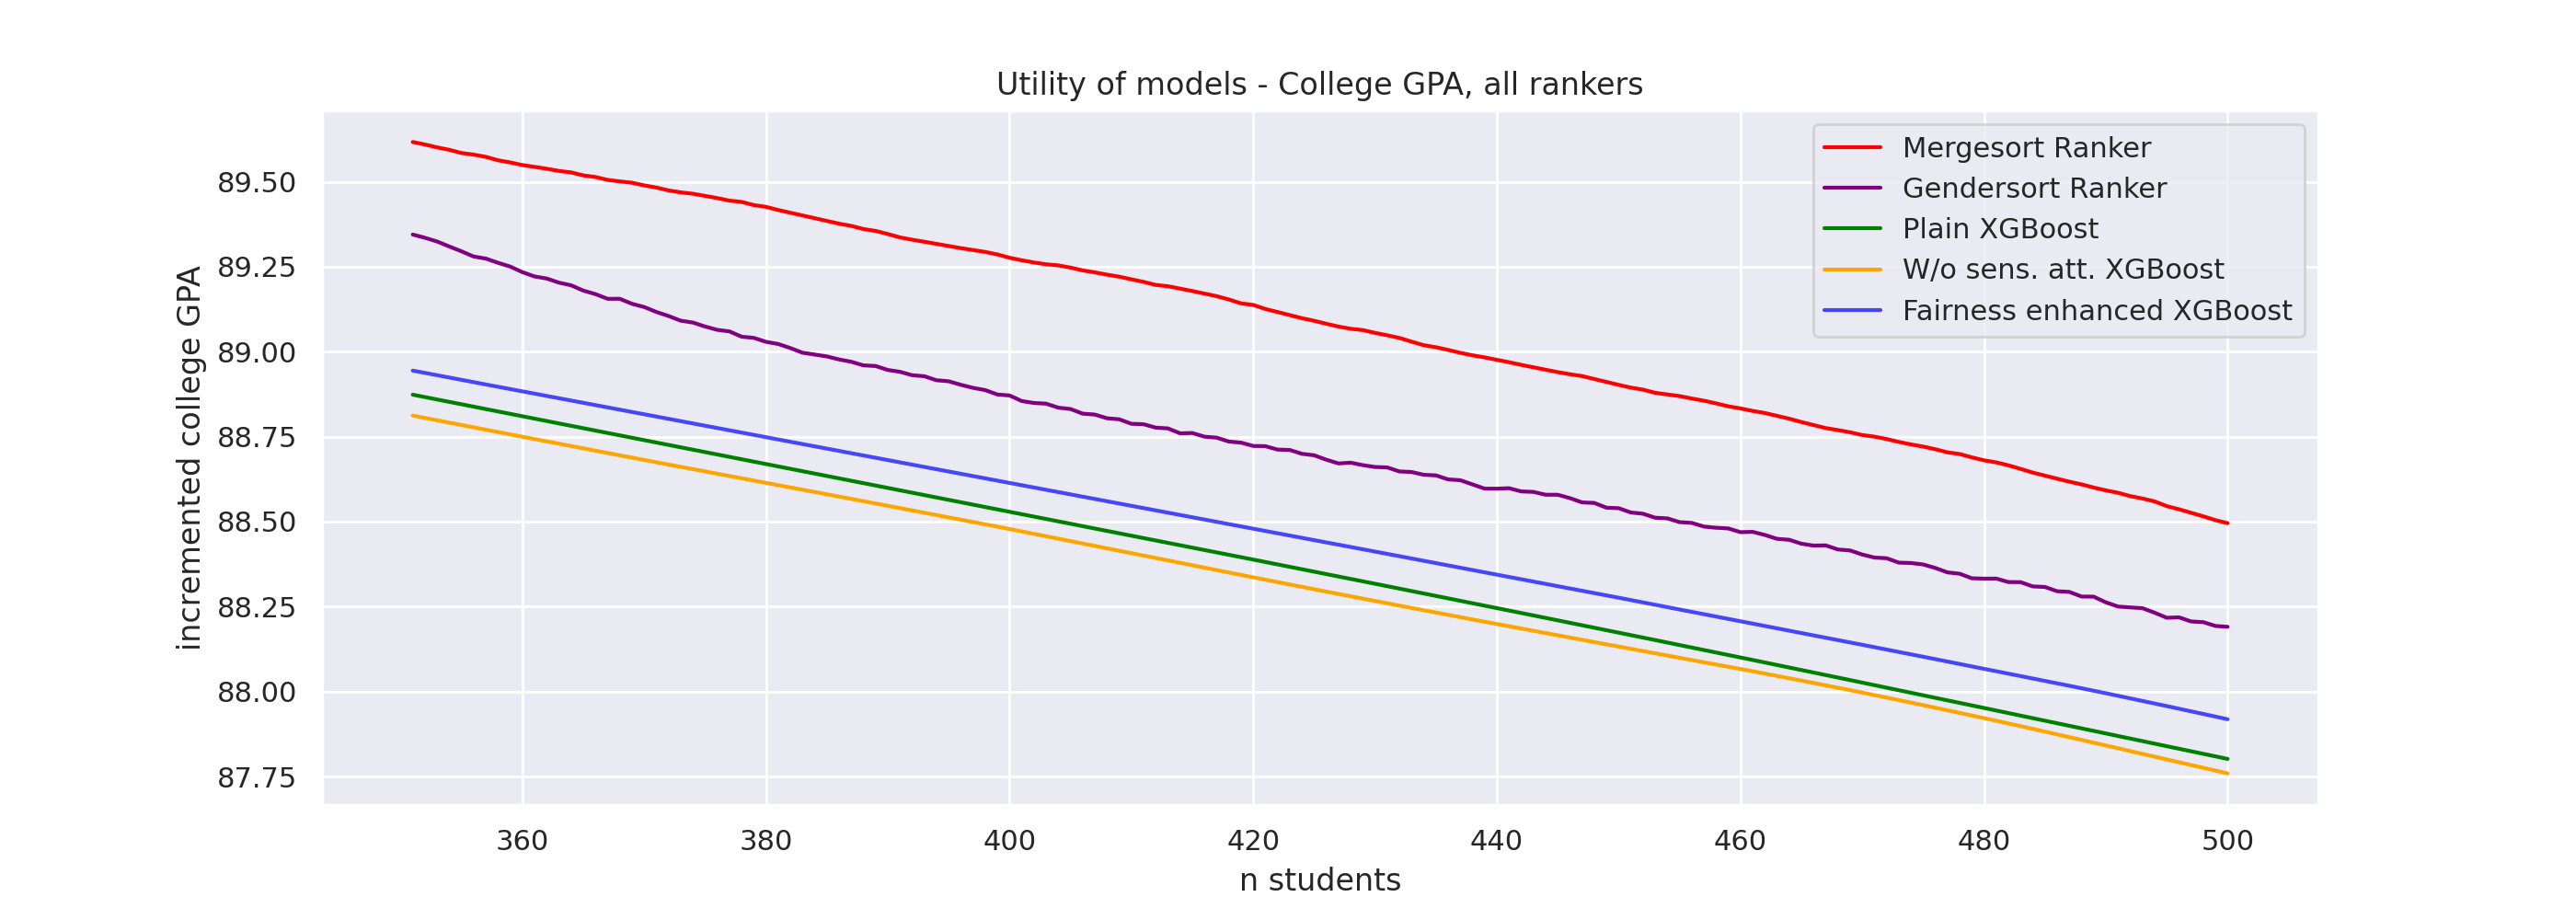 Utility of models - College GPA, all rankers
incremented college GPA
89.50
89.25
89.00
88.75
88.50
88.25
88.00
87.75
Mergesort Ranker
Gendersort Ranker
Plain XGBoost
W/o sens. att. XGBoost
Fairness enhanced XGBoost
360 380 400 420 440 460 480 500
n students